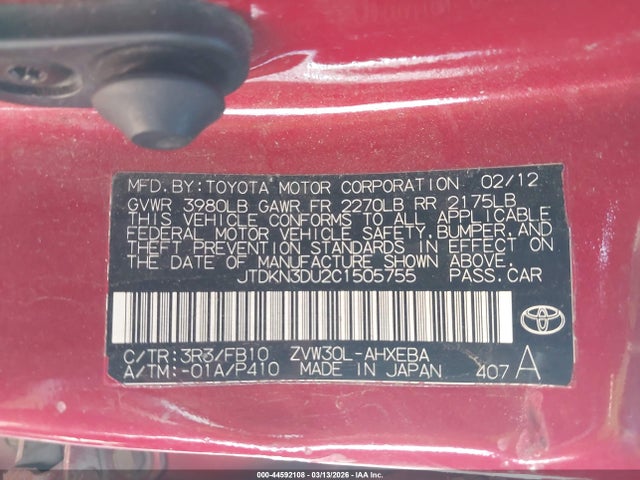 MFD. BY: TOYOTA MOTOR CORPORATION 02/12
GVWR 3980LB GAWR FR 2270LB RR 2175LB
THIS VEHICLE CONFORMS TO ALL APPLICABLE
FEDERAL MOTOR VEHICLE SAFETY, BUMPER, AND
THEFT PREVENTION STANDARDS IN EFFECT ON
THE DATE OF MANUFACTURE SHOWN ABOVE.
JTDKN3DU2C1505755 PASS. CAR
C/TR: 3R3/FB10 ZVW30L-AHXEBA
A/TM: -01A/P410 MADE IN JAPAN 407 A
000-44592108 | 03/13/2026 | IAA Inc.